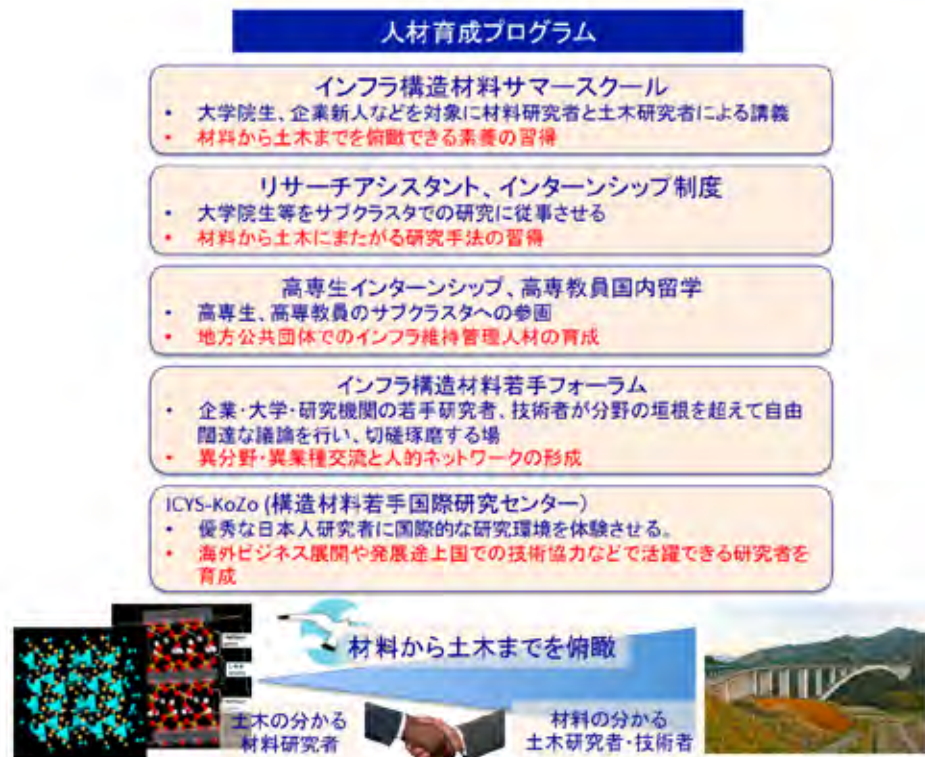 人材育成プログラム
インフラ構造材料サマースクール
• 大学院生、企業新人などを対象に材料研究者と土木研究者による講義
• 材料から土木までを俯瞰できる素養の習得
リサーチアシスタント、インターンシップ制度
• 大学院生等をサブクラスタでの研究に従事させる
• 材料から土木にまたがる研究手法の習得
高専生インターンシップ、高専教員国内留学
• 高専生、高専教員のサブクラスタへの参画
• 地方公共団体でのインフラ維持管理人材の育成
インフラ構造材料若手フォーラム
• 企業・大学・研究機関の若手研究者、技術者が分野の垣根を超えて自由
闊達な議論を行い、切磋琢磨する場
• 異分野・異業種交流と人的ネットワークの形成
ICYS-KoZo (構造材料若手国際研究センター)
• 優秀な日本人研究者に国際的な研究環境を体験させる。
• 海外ビジネス展開や発展途上国での技術協力などで活躍できる研究者を
育成
材料から土木までを俯瞰
土木の分かる
材料研究者
材料の分かる
土木研究者・技術者